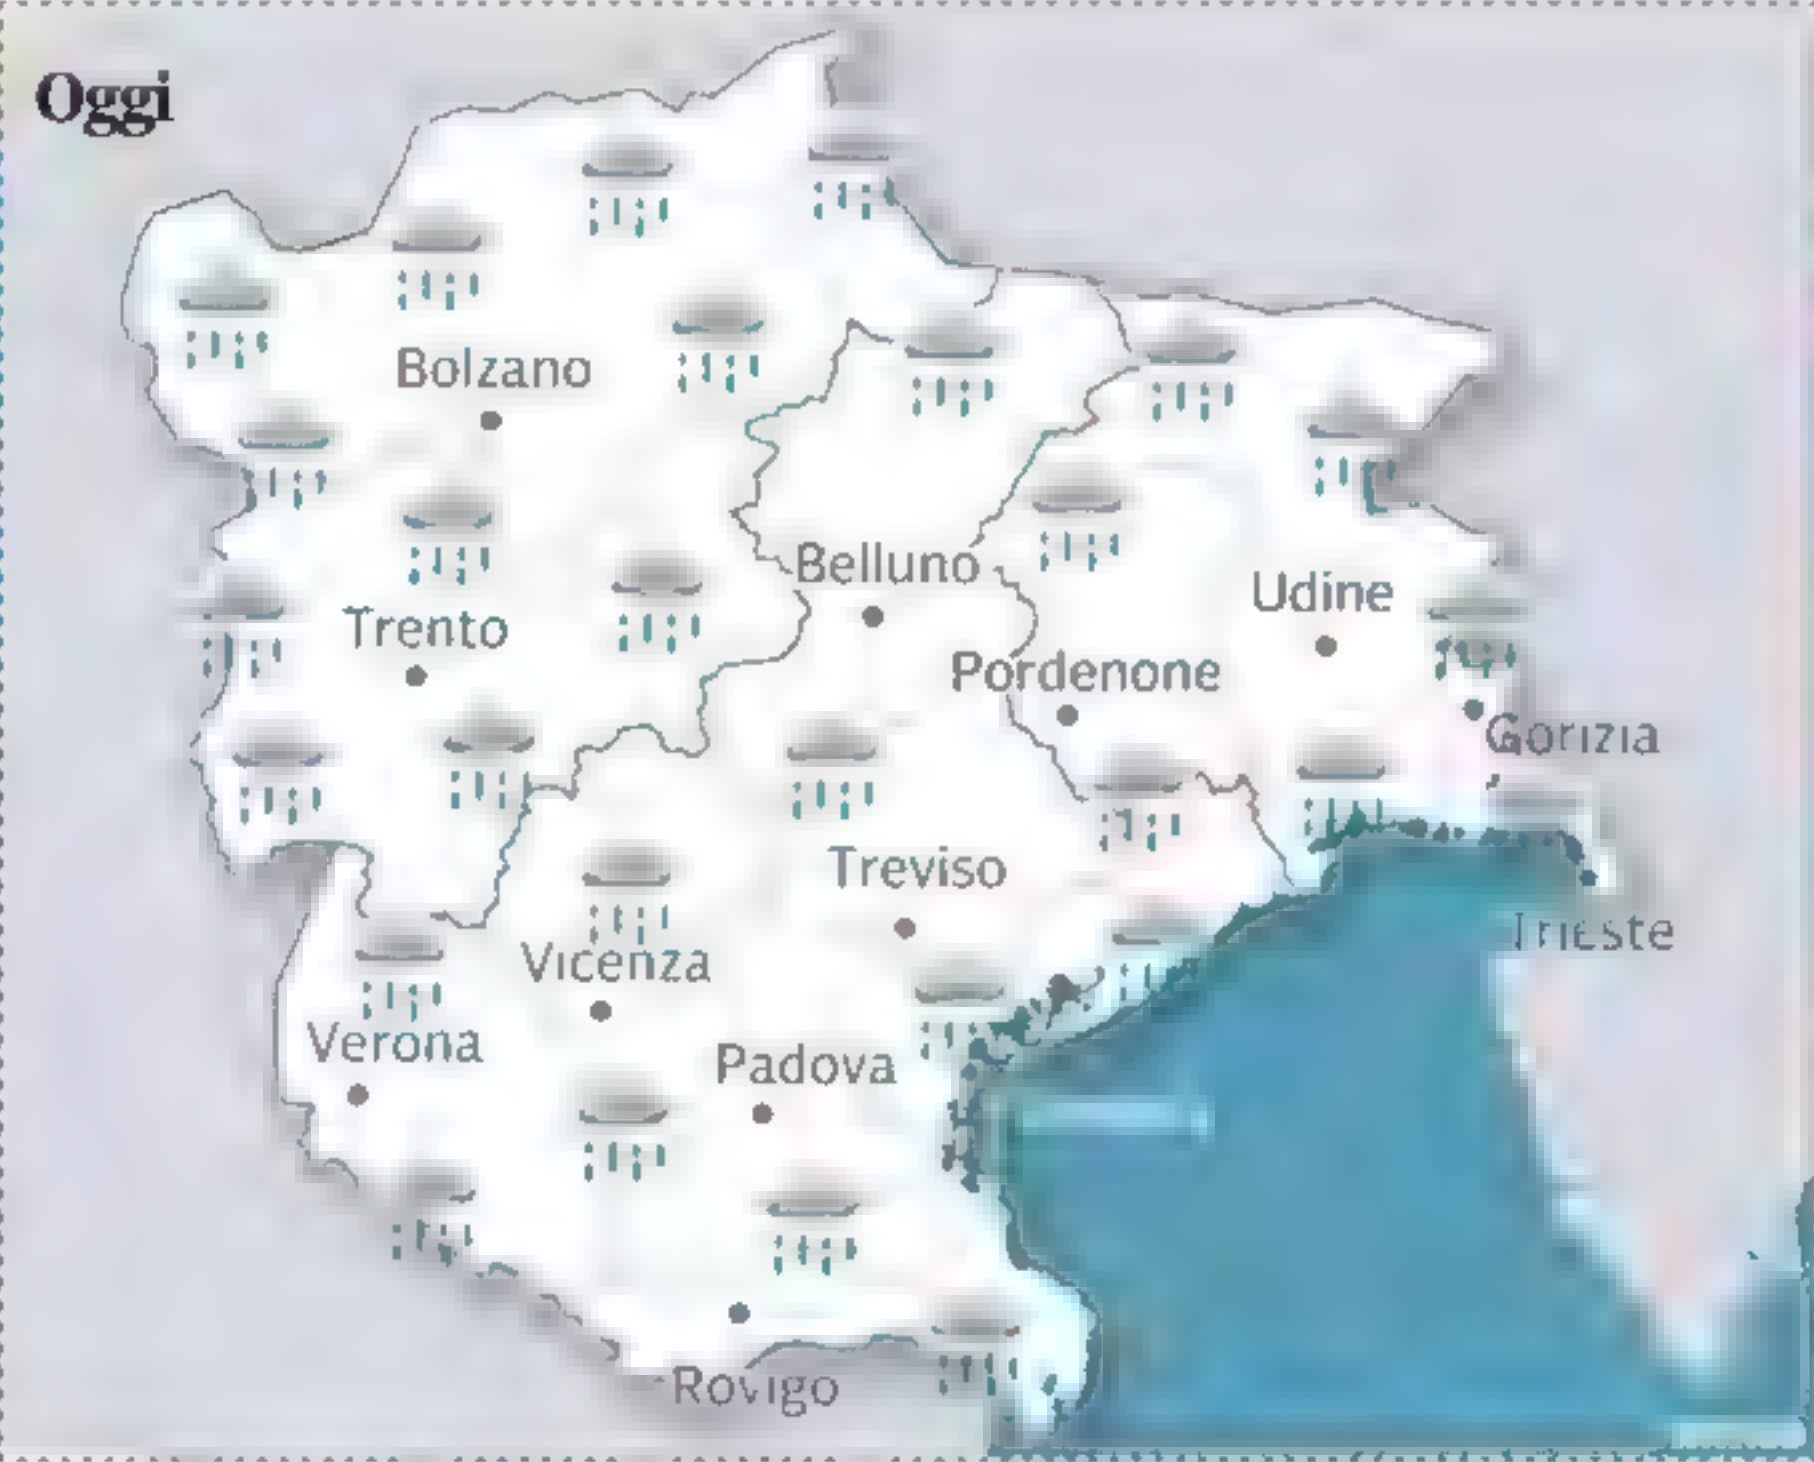 Oggi
Bolzano
Belluno
Udine
Trento
Pordenone
Gorizia
Treviso
Trieste
Vicenza
Verona
Padova
Rovigo